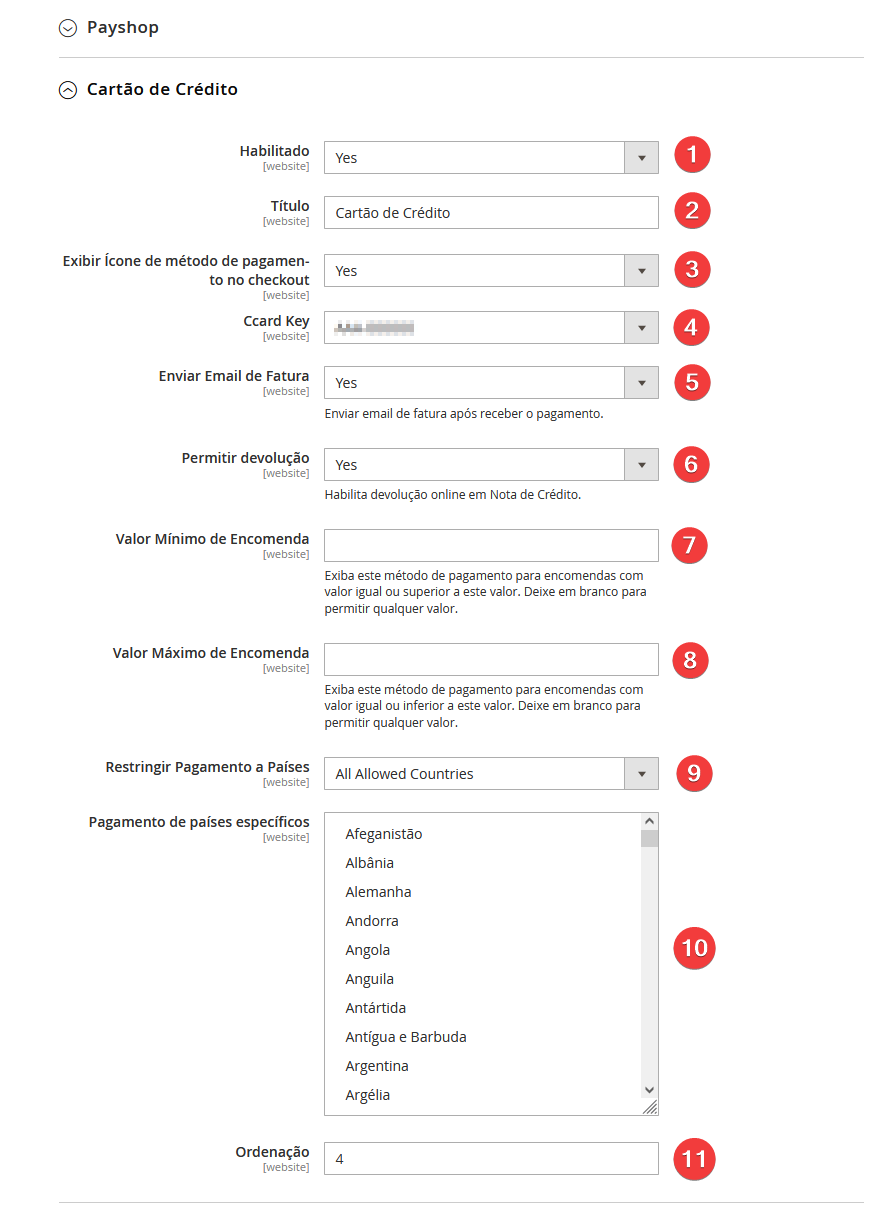 Payshop
Cartão de Crédito
Habilitado
[website]
Yes
1
Título
[website]
Cartão de Crédito
2
Exibir Ícone de método de pagamen-
to no checkout
[website]
Yes
3
Ccard Key
[website]
4
Enviar Email de Fatura
[website]
Yes
5
Enviar email de fatura após receber o pagamento.
Permitir devolução
[website]
Yes
6
Habilita devolução online em Nota de Crédito.
Valor Mínimo de Encomenda
[website]
7
Exiba este método de pagamento para encomendas com
valor igual ou superior a este valor. Deixe em branco para
permitir qualquer valor.
Valor Máximo de Encomenda
[website]
8
Exiba este método de pagamento para encomendas com
valor igual ou inferior a este valor. Deixe em branco para
permitir qualquer valor.
Restringir Pagamento a Países
[website]
All Allowed Countries
9
Pagamento de países específicos
[website]
Afeganistão
Albânia
Alemanha
Andorra
Angola
Anguila
Antártida
Antígua e Barbuda
Argentina
Argélia
10
Ordenação
[website]
4
11